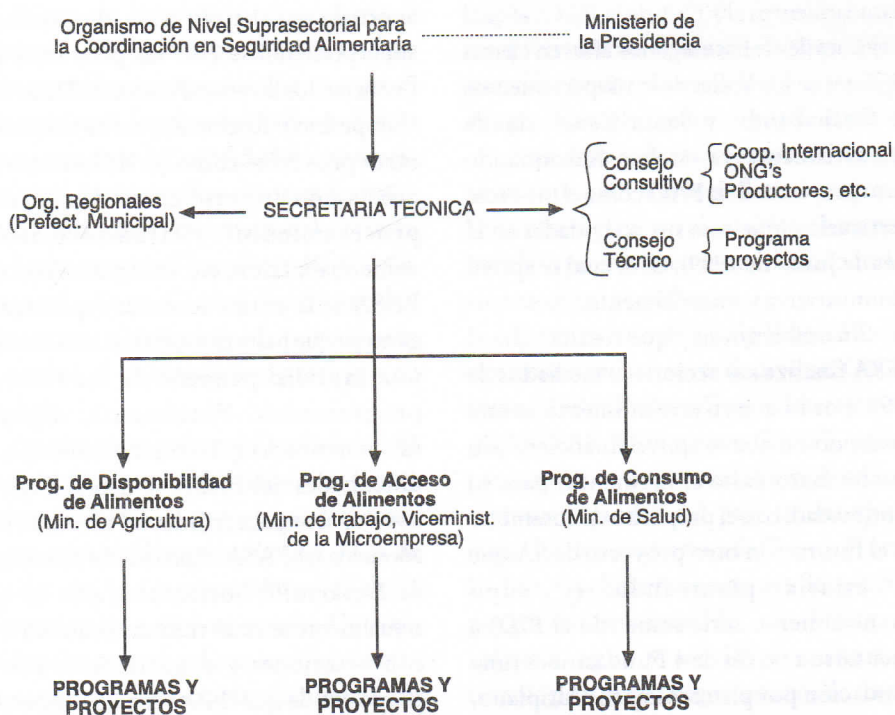 Organismo de Nivel Suprasectorial para
la Coordinación en Seguridad Alimentaria
Ministerio de
la Presidencia
Org. Regionales
(Prefect. Municipal)
SECRETARIA TECNICA
Consejo
Consultivo
Coop. Internacional
ONG's
Productores, etc.
Consejo
Técnico
Programa
proyectos
Prog. de Disponibilidad
de Alimentos
(Min. de Agricultura)
Prog. de Acceso
de Alimentos
(Min. de trabajo, Viceminist.
de la Microempresa)
Prog. de Consumo
de Alimentos
(Min. de Salud)
PROGRAMAS Y
PROYECTOS
PROGRAMAS Y
PROYECTOS
PROGRAMAS Y
PROYECTOS